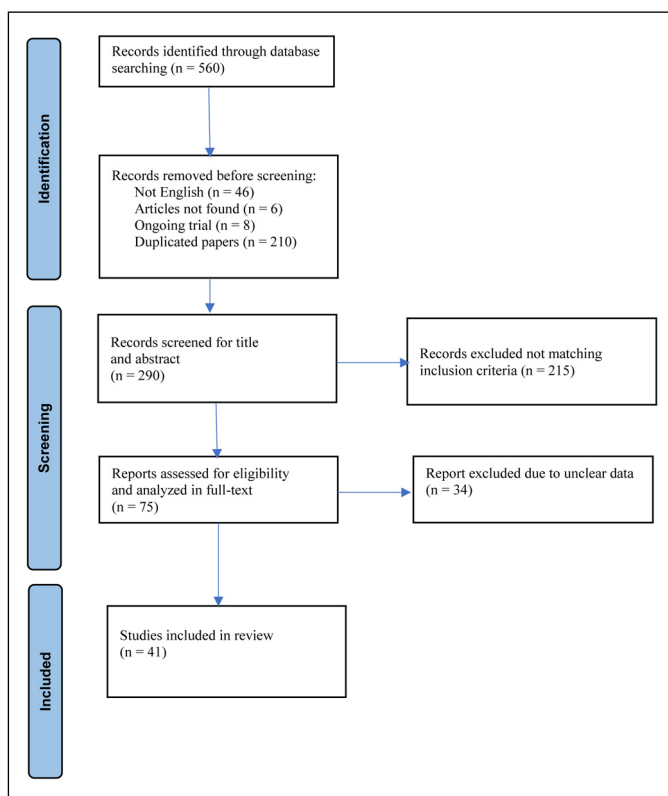 Identification
Records identified through database
searching (n = 560)
Records removed before screening:
Not English (n = 46)
Articles not found (n = 6)
Ongoing trial (n = 8)
Duplicated papers (n = 210)
Screening
Records screened for title
and abstract
(n = 290)
Records excluded not matching
inclusion criteria (n = 215)
Reports assessed for eligibility
and analyzed in full-text
(n = 75)
Report excluded due to unclear data
(n = 34)
Included
Studies included in review
(n = 41)